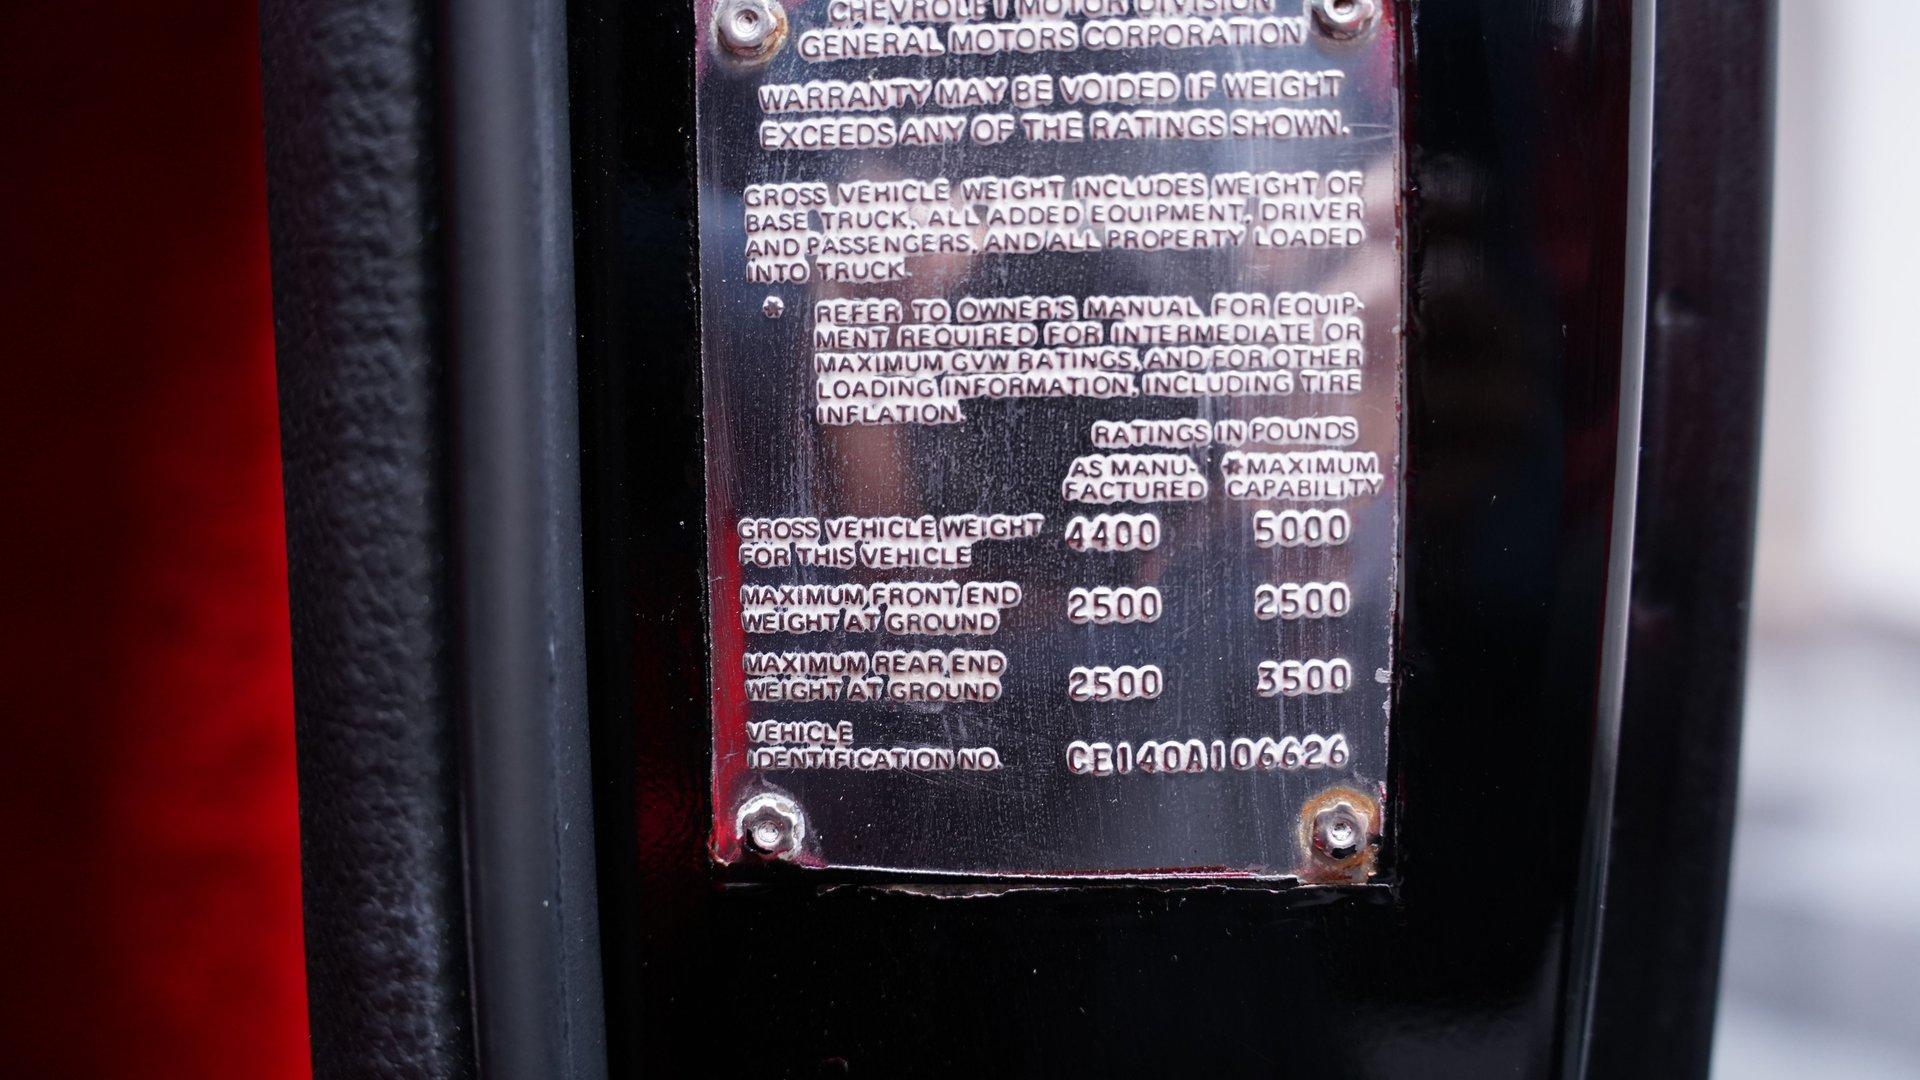 CHEVROLET MOTOR DIVISION
GENERAL MOTORS CORPORATION
WARRANTY MAY BE VOIDED IF WEIGHT
EXCEEDS ANY OF THE RATINGS SHOWN.
GROSS VEHICLE WEIGHT INCLUDES WEIGHT OF
BASE TRUCK, ALL ADDED EQUIPMENT, DRIVER
AND PASSENGERS, AND ALL PROPERTY LOADED
INTO TRUCK.
* REFER TO OWNER'S MANUAL FOR EQUIP-
MENT REQUIRED FOR INTERMEDIATE OR
MAXIMUM GVW RATINGS, AND FOR OTHER
LOADING INFORMATION, INCLUDING TIRE
INFLATION.
RATINGS IN POUNDS
AS MANU- *MAXIMUM
FACTURED CAPABILITY
GROSS VEHICLE WEIGHT 4400 5000
FOR THIS VEHICLE
MAXIMUM FRONT END 2500 2500
WEIGHT AT GROUND
MAXIMUM REAR END 2500 3500
WEIGHT AT GROUND
VEHICLE
IDENTIFICATION NO. CE140A106626